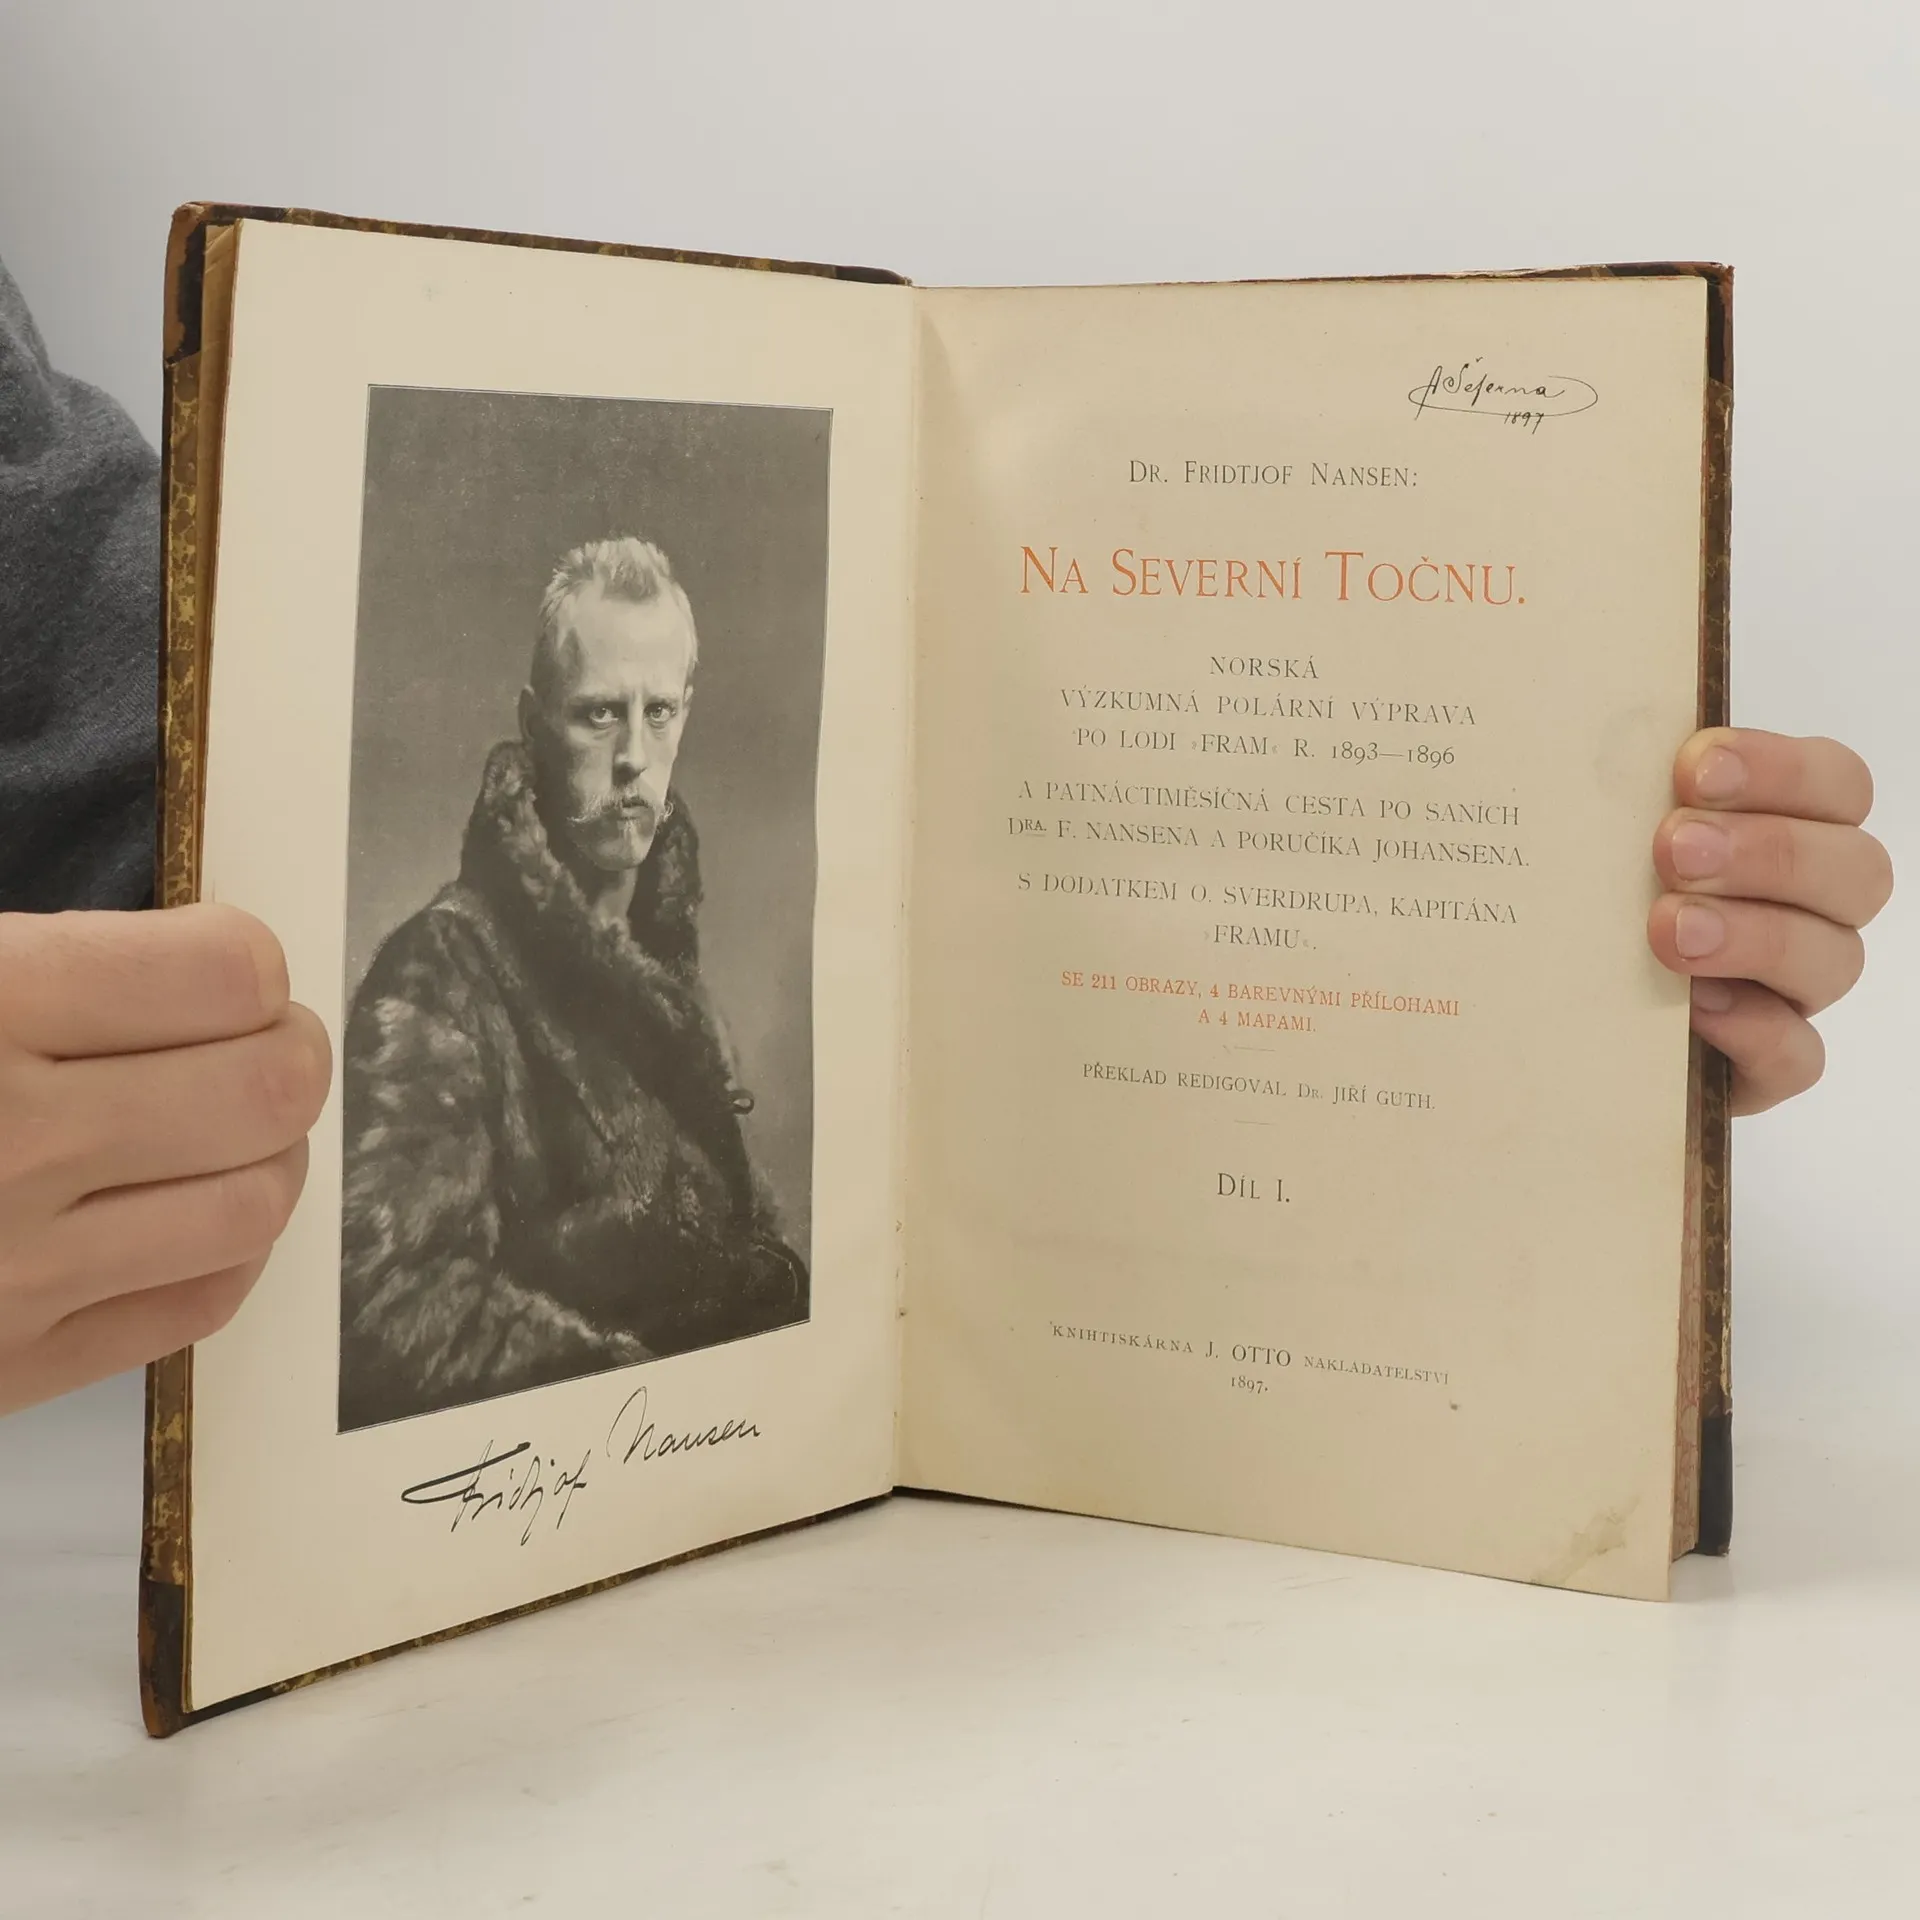 Fridtjof Nansen
A Šeferna
1897
DR. FRIDTJOF NANSEN:
NA SEVERNÍ TOČNU.
NORSKÁ
VÝZKUMNÁ POLÁRNÍ VÝPRAVA
PO LODI »FRAM« R. 1893—1896
A PATNÁCTIMĚSÍČNÁ CESTA PO SANÍCH
DRA. F. NANSENA A PORUČÍKA JOHANSENA.
S DODATKEM O. SVERDRUPA, KAPITÁNA
»FRAMU«.
SE 211 OBRAZY, 4 BAREVNÝMI PŘÍLOHAMI
A 4 MAPAMI.
PŘEKLAD REDIGOVAL DR. JIŘÍ GUTH.
DÍL I.
KNIHTISKÁRNA J. OTTO NAKLADATELSTVÍ
1897.